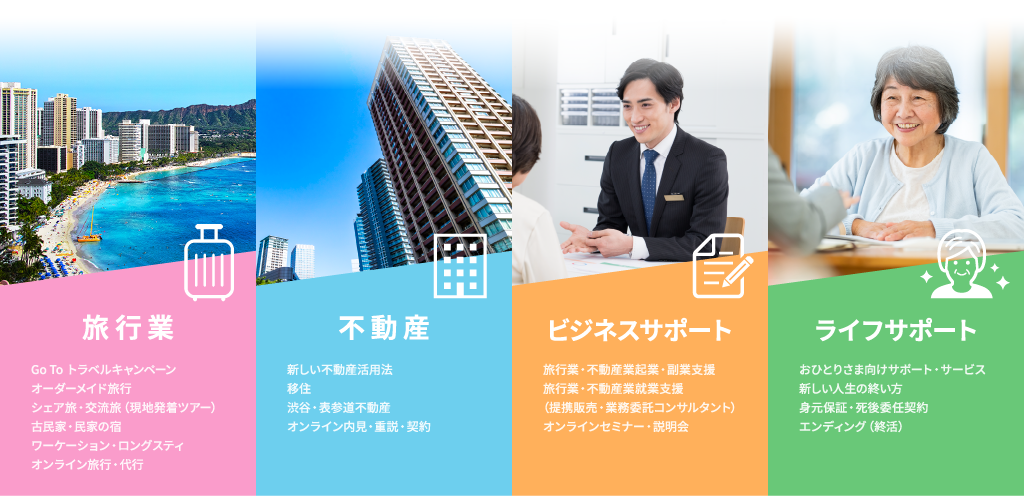 旅行業
Go To トラベルキャンペーン
オーダーメイド旅行
シェア旅・交流旅（現地発着ツアー）
古民家・民家の宿
ワーケーション・ロングスティ
オンライン旅行・代行
不動産
新しい不動産活用法
移住
渋谷・表参道不動産
オンライン内見・重説・契約
ビジネスサポート
旅行業・不動産業起業・副業支援
旅行業・不動産業就業支援
（提携販売・業務委託コンサルタント）
オンラインセミナー・説明会
ライフサポート
おひとりさま向けサポート・サービス
新しい人生の終い方
身元保証・死後委任契約
エンディング（終活）